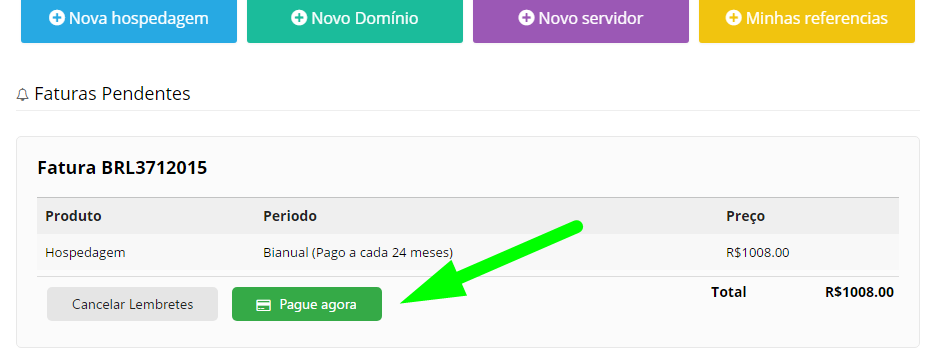 Nova hospedagem Novo Domínio Novo servidor Minhas referencias
Faturas Pendentes
Fatura BRL3712015
Produto Periodo Preço
Hospedagem Bianual (Pago a cada 24 meses) R$1008.00
Cancelar Lembretes Pague agora Total R$1008.00